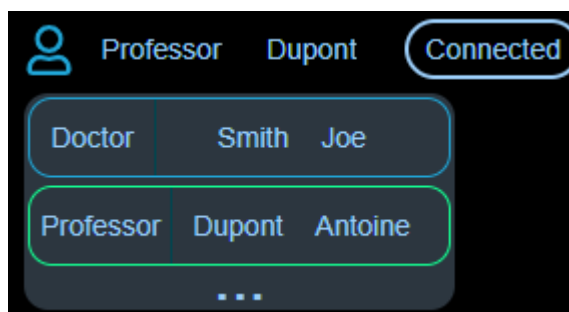 Professor Dupont Connected
Doctor Smith Joe
Professor Dupont Antoine
...